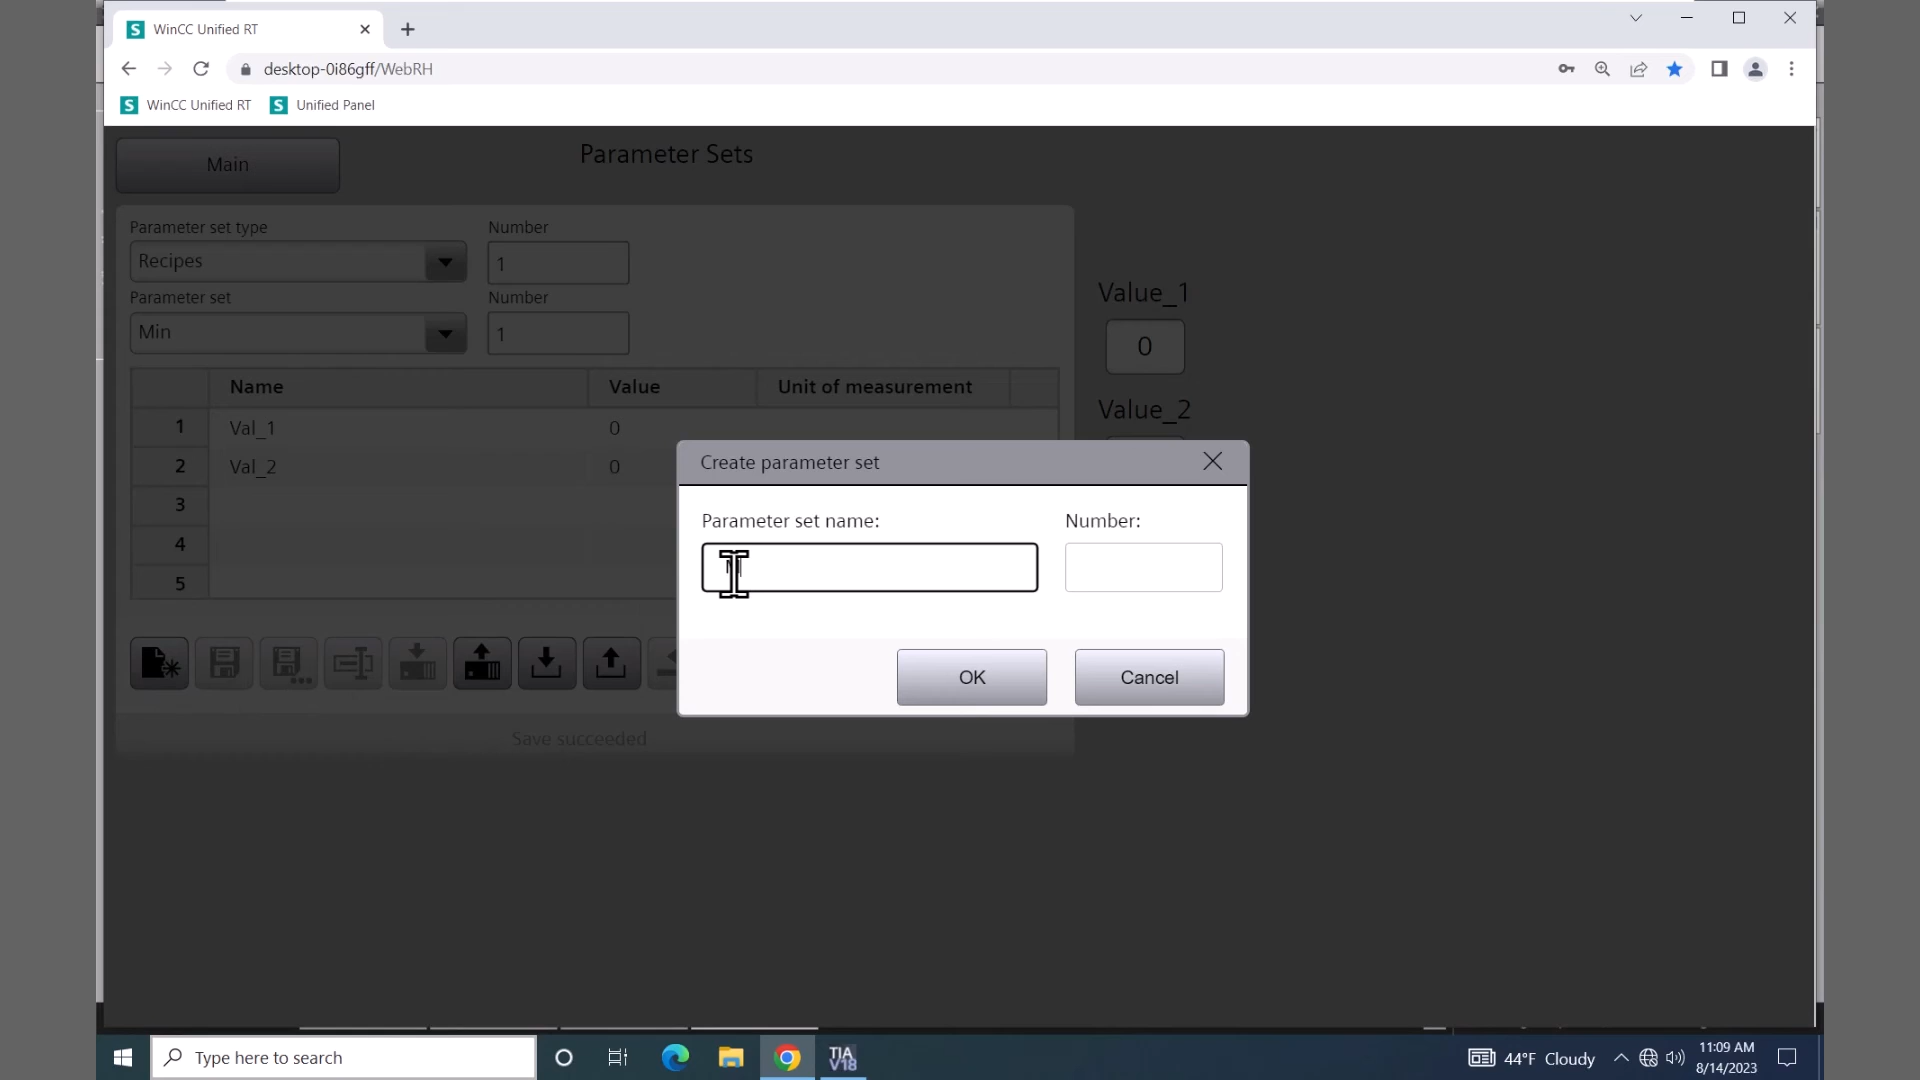 WinCC Unified RT
desktop-0i86gff/WebRH
WinCC Unified RT
Unified Panel
Main
Parameter Sets
Parameter set type
Number
Recipes
1
Parameter set
Number
Min
1
Name Value Unit of measurement
1 Val_1 0
2 Val_2 0
3
4
5
Value_1
0
Value_2
Create parameter set
Parameter set name:
Number:
OK
Cancel
Save succeeded
Type here to search
TIA
V18
44°F Cloudy
11:09 AM
8/14/2023